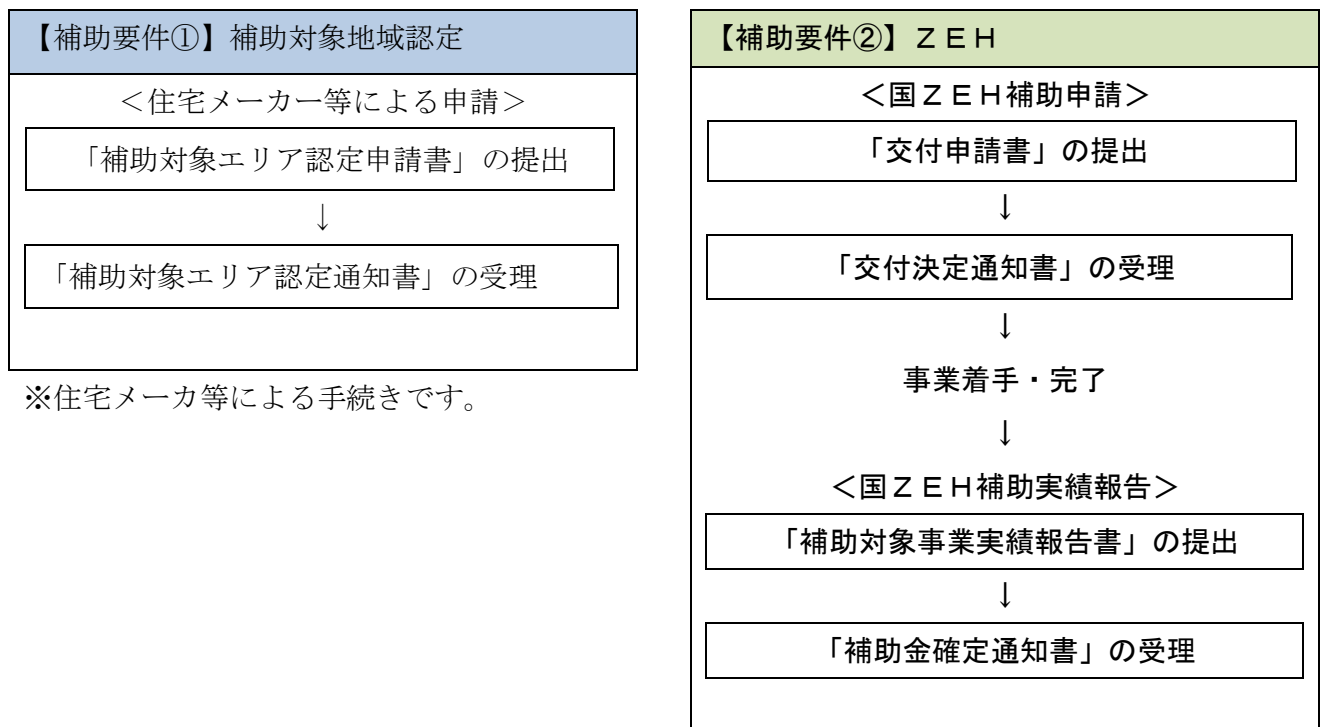 【補助要件①】補助対象地域認定
＜住宅メーカー等による申請＞
「補助対象エリア認定申請書」の提出
↓
「補助対象エリア認定通知書」の受理
※住宅メーカ等による手続きです。
【補助要件②】ＺＥＨ
＜国ＺＥＨ補助申請＞
「交付申請書」の提出
↓
「交付決定通知書」の受理
↓
事業着手・完了
↓
＜国ＺＥＨ補助実績報告＞
「補助対象事業実績報告書」の提出
↓
「補助金確定通知書」の受理